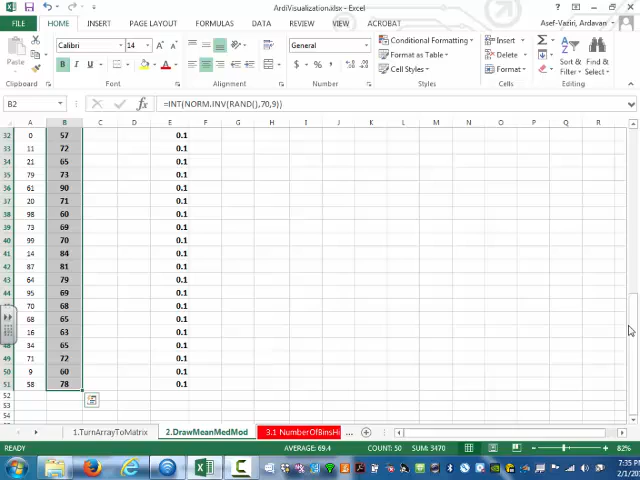 ArdiVisualization.xlsx - Excel
FILE HOME INSERT PAGE LAYOUT FORMULAS DATA REVIEW VIEW ACROBAT Asef-Vaziri, Ardavan
Paste Calibri 14 General Conditional Formatting Insert
B I U Format as Table Delete Sort & Find &
Cell Styles Format Filter Select
Clipboard Font Alignment Number Styles Cells Editing
B2 fx =INT(NORM.INV(RAND(),70,9))
A B C D E F G H I J K L M N O P Q R
32 0 57 0.1
33 11 72 0.1
34 21 65 0.1
35 79 73 0.1
36 61 90 0.1
37 20 71 0.1
38 98 60 0.1
39 73 69 0.1
40 99 70 0.1
41 14 84 0.1
42 87 81 0.1
43 64 79 0.1
44 95 69 0.1
70 68 0.1
68 65 0.1
16 63 0.1
48 34 65 0.1
49 71 72 0.1
50 9 60 0.1
51 58 78 0.1
52
53
54
1.TurnArrayToMatrix 2.DrawMeanMedMod 3.1 NumberOfBinsHi ...
READY AVERAGE: 69.4 COUNT: 50 SUM: 3470 82%
7:35 PM